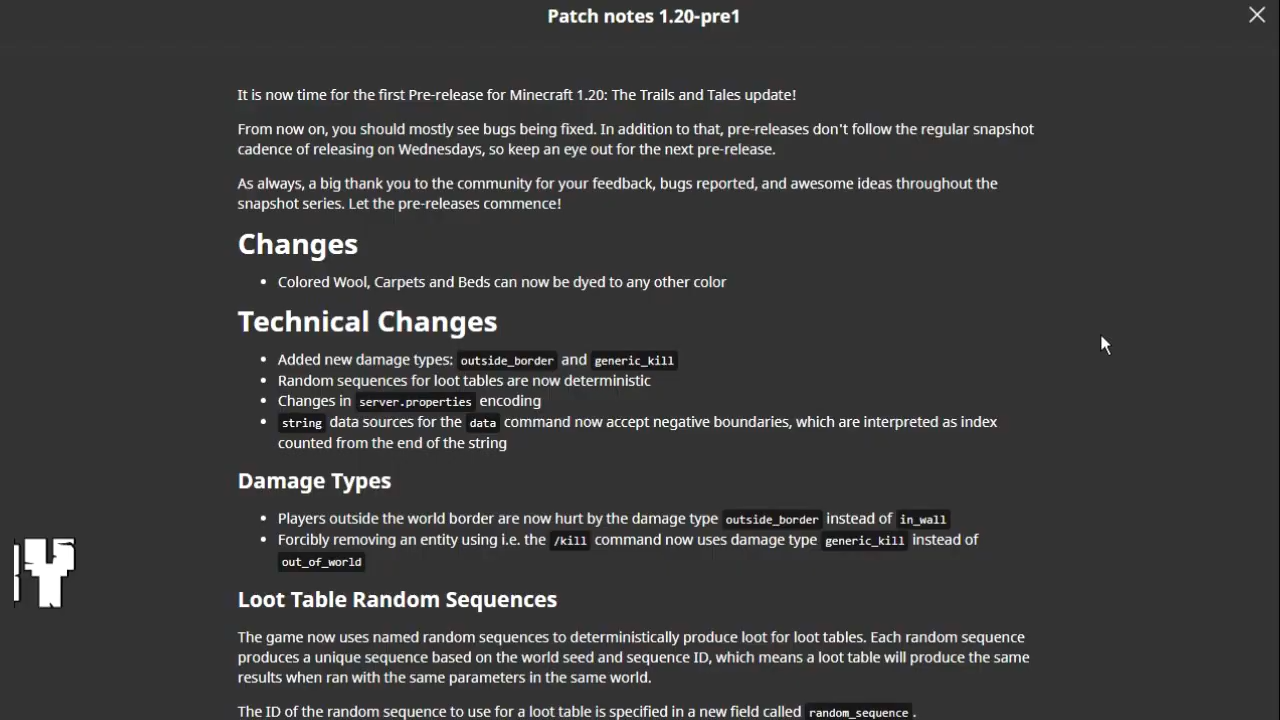 Patch notes 1.20-pre1
It is now time for the first Pre-release for Minecraft 1.20: The Trails and Tales update!
From now on, you should mostly see bugs being fixed. In addition to that, pre-releases don't follow the regular snapshot
cadence of releasing on Wednesdays, so keep an eye out for the next pre-release.
As always, a big thank you to the community for your feedback, bugs reported, and awesome ideas throughout the
snapshot series. Let the pre-releases commence!
Changes
• Colored Wool, Carpets and Beds can now be dyed to any other color
Technical Changes
• Added new damage types: outside_border and generic_kill
• Random sequences for loot tables are now deterministic
• Changes in server.properties encoding
• string data sources for the data command now accept negative boundaries, which are interpreted as index
counted from the end of the string
Damage Types
• Players outside the world border are now hurt by the damage type outside_border instead of in_wall
• Forcibly removing an entity using i.e. the /kill command now uses damage type generic_kill instead of
out_of_world
Loot Table Random Sequences
The game now uses named random sequences to deterministically produce loot for loot tables. Each random sequence
produces a unique sequence based on the world seed and sequence ID, which means a loot table will produce the same
results when ran with the same parameters in the same world.
The ID of the random sequence to use for a loot table is specified in a new field called random_sequence.